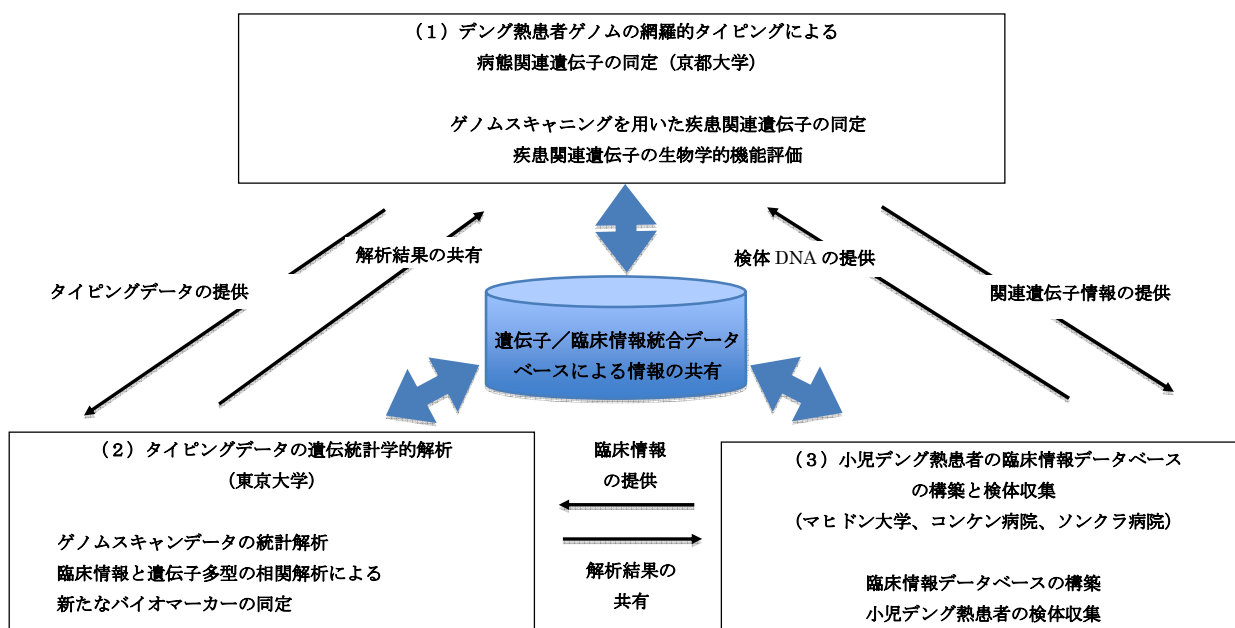 （１）デング熱患者ゲノムの網羅的タイピングによる
病態関連遺伝子の同定（京都大学）
ゲノムスキャニングを用いた疾患関連遺伝子の同定
疾患関連遺伝子の生物学的機能評価
解析結果の共有
検体 DNA の提供
タイピングデータの提供
関連遺伝子情報の提供
遺伝子／臨床情報統合データ
ベースによる情報の共有
（２）タイピングデータの遺伝統計学的解析
（東京大学）
ゲノムスキャンデータの統計解析
臨床情報と遺伝子多型の相関解析による
新たなバイオマーカーの同定
臨床情報
の提供
解析結果の
共有
（３）小児デング熱患者の臨床情報データベース
の構築と検体収集
（マヒドン大学、コンケン病院、ソンクラ病院）
臨床情報データベースの構築
小児デング熱患者の検体収集